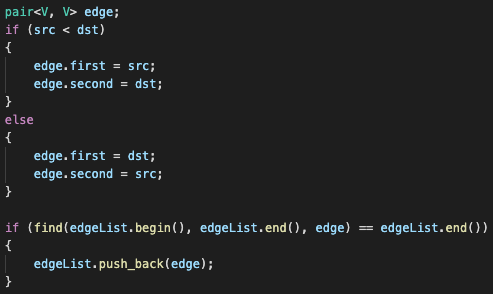 pair<V, V> edge;
if (src < dst)
{
    edge.first = src;
    edge.second = dst;
}
else
{
    edge.first = dst;
    edge.second = src;
}

if (find(edgeList.begin(), edgeList.end(), edge) == edgeList.end())
{
    edgeList.push_back(edge);
}